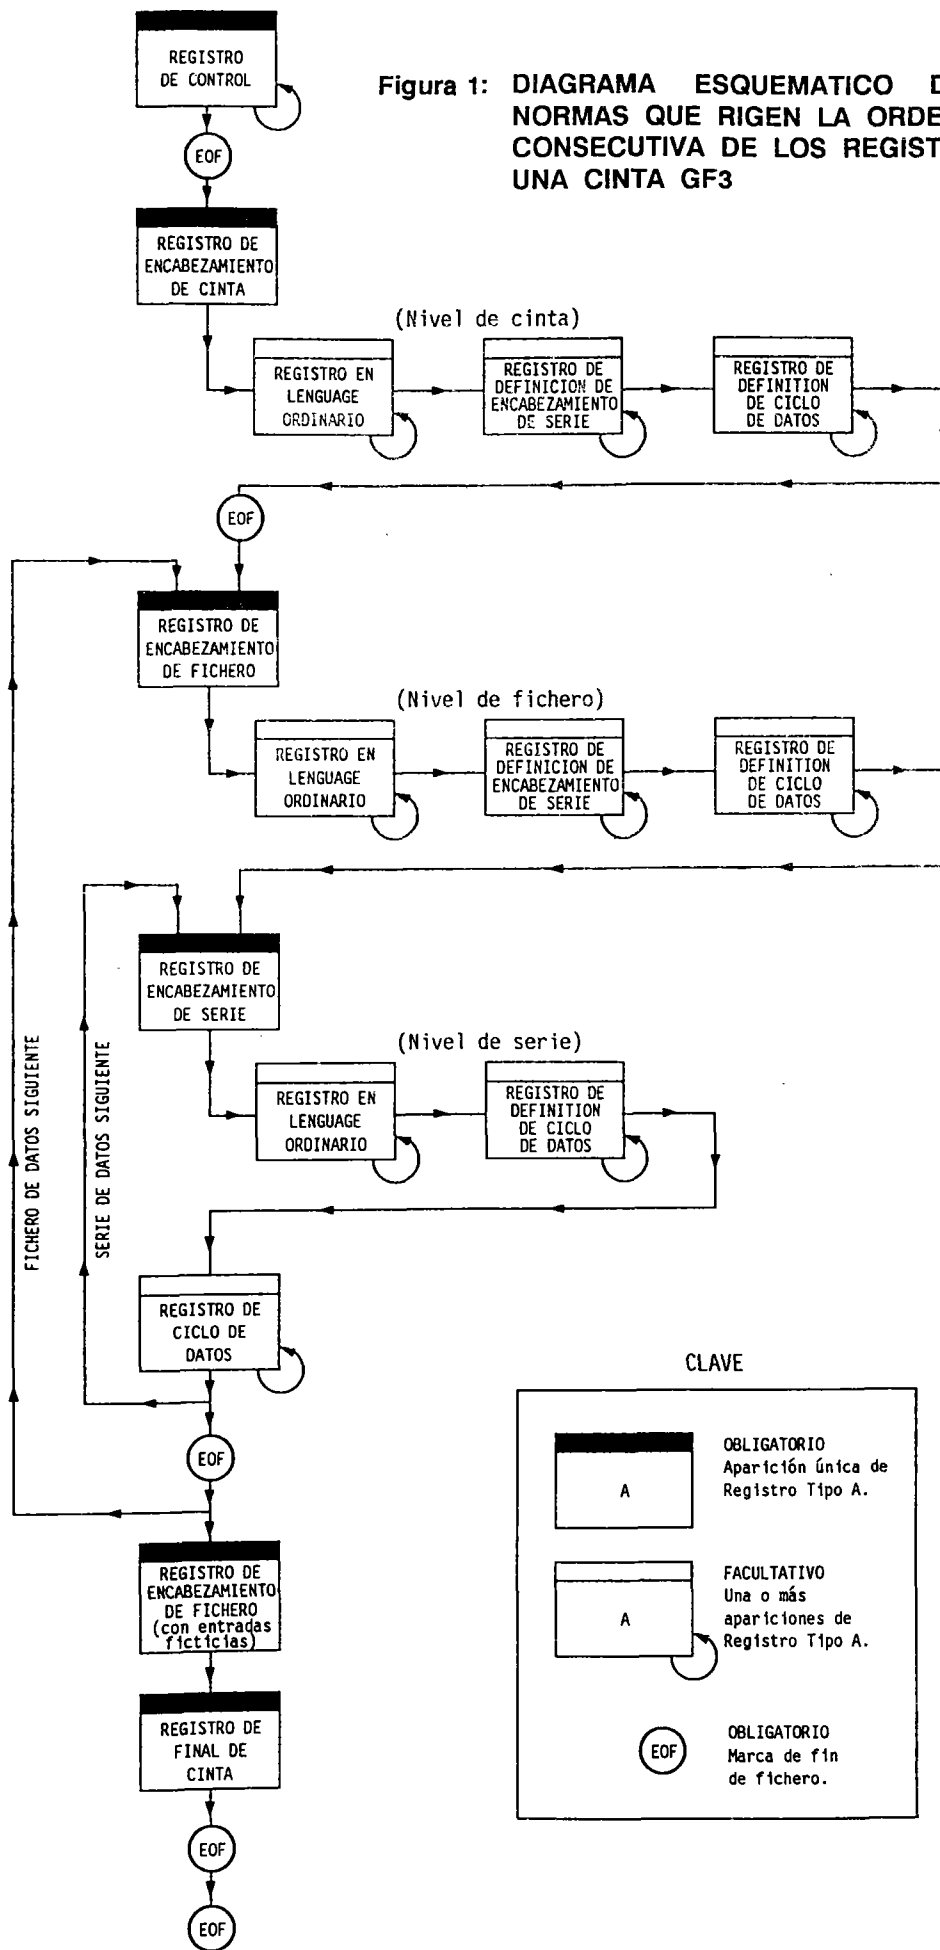 REGISTRO
DE CONTROL
Figura 1: DIAGRAMA ESQUEMATICO
NORMAS QUE RIGEN LA
CONSECUTIVA DE LOS
UNA CINTA GF3
EOF
REGISTRO DE
ENCABEZAMIENTO
DE CINTA
(Nivel de cinta)
REGISTRO EN
LENGUAGE
ORDINARIO
REGISTRO DE
DEFINICION DE
ENCABEZAMIENTO
DE SERIE
REGISTRO DE
DEFINITION
DE CICLO
DE DATOS
EOF
REGISTRO DE
ENCABEZAMIENTO
DE FICHERO
(Nivel de fichero)
REGISTRO EN
LENGUAGE
ORDINARIO
REGISTRO DE
DEFINICION DE
ENCABEZAMIENTO
DE SERIE
REGISTRO DE
DEFINITION
DE CICLO
DE DATOS
REGISTRO DE
ENCABEZAMIENTO
DE SERIE
(Nivel de serie)
REGISTRO EN
LENGUAGE
ORDINARIO
REGISTRO DE
DEFINITION
DE CICLO
DE DATOS
FICHERO DE DATOS SIGUIENTE
SERIE DE DATOS SIGUIENTE
REGISTRO DE
CICLO DE
DATOS
EOF
REGISTRO DE
ENCABEZAMIENTO
DE FICHERO
(con entradas
ficticias)
REGISTRO DE
FINAL DE
CINTA
EOF
EOF
CLAVE
A
OBLIGATORIO
Aparición única de
Registro Tipo A.
A
FACULTATIVO
Una o más
apariciones de
Registro Tipo A.
EOF
OBLIGATORIO
Marca de fin
de fichero.